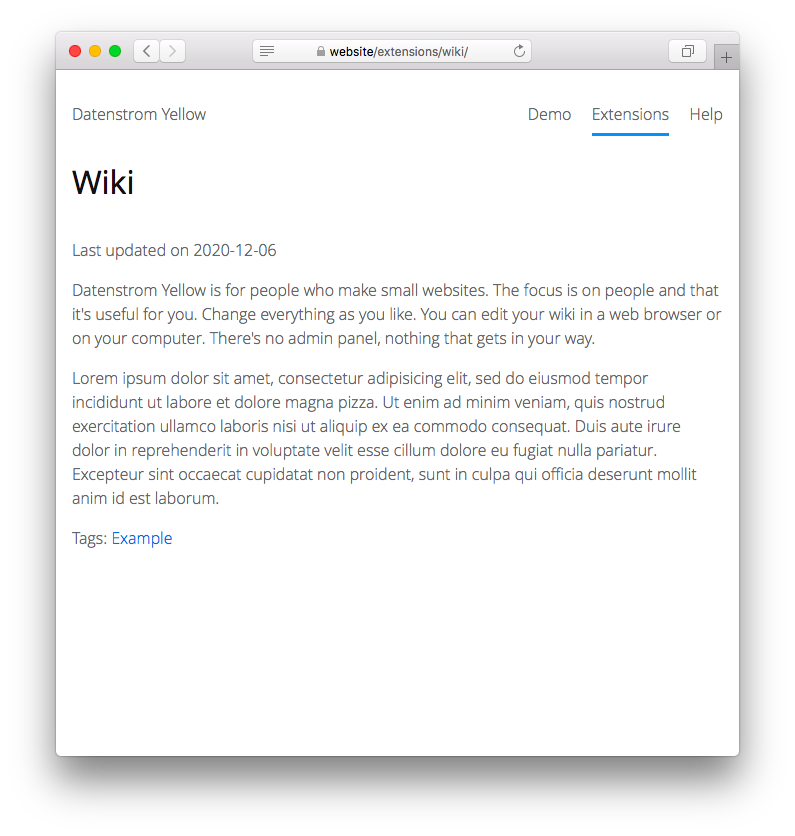 website/extensions/wiki/
Datenstrom Yellow Demo Extensions Help
Wiki
Last updated on 2020-12-06
Datenstrom Yellow is for people who make small websites. The focus is on people and that
it's useful for you. Change everything as you like. You can edit your wiki in a web browser or
on your computer. There's no admin panel, nothing that gets in your way.
Lorem ipsum dolor sit amet, consectetur adipisicing elit, sed do eiusmod tempor
incididunt ut labore et dolore magna pizza. Ut enim ad minim veniam, quis nostrud
exercitation ullamco laboris nisi ut aliquip ex ea commodo consequat. Duis aute irure
dolor in reprehenderit in voluptate velit esse cillum dolore eu fugiat nulla pariatur.
Excepteur sint occaecat cupidatat non proident, sunt in culpa qui officia deserunt mollit
anim id est laborum.
Tags: Example